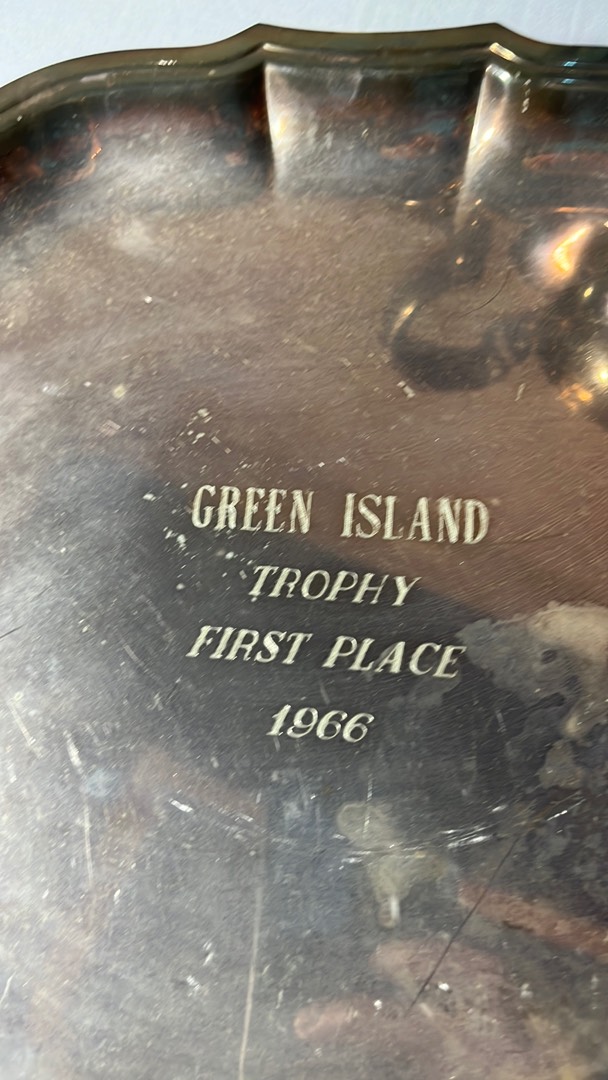 GREEN ISLAND
TROPHY
FIRST PLACE
1966